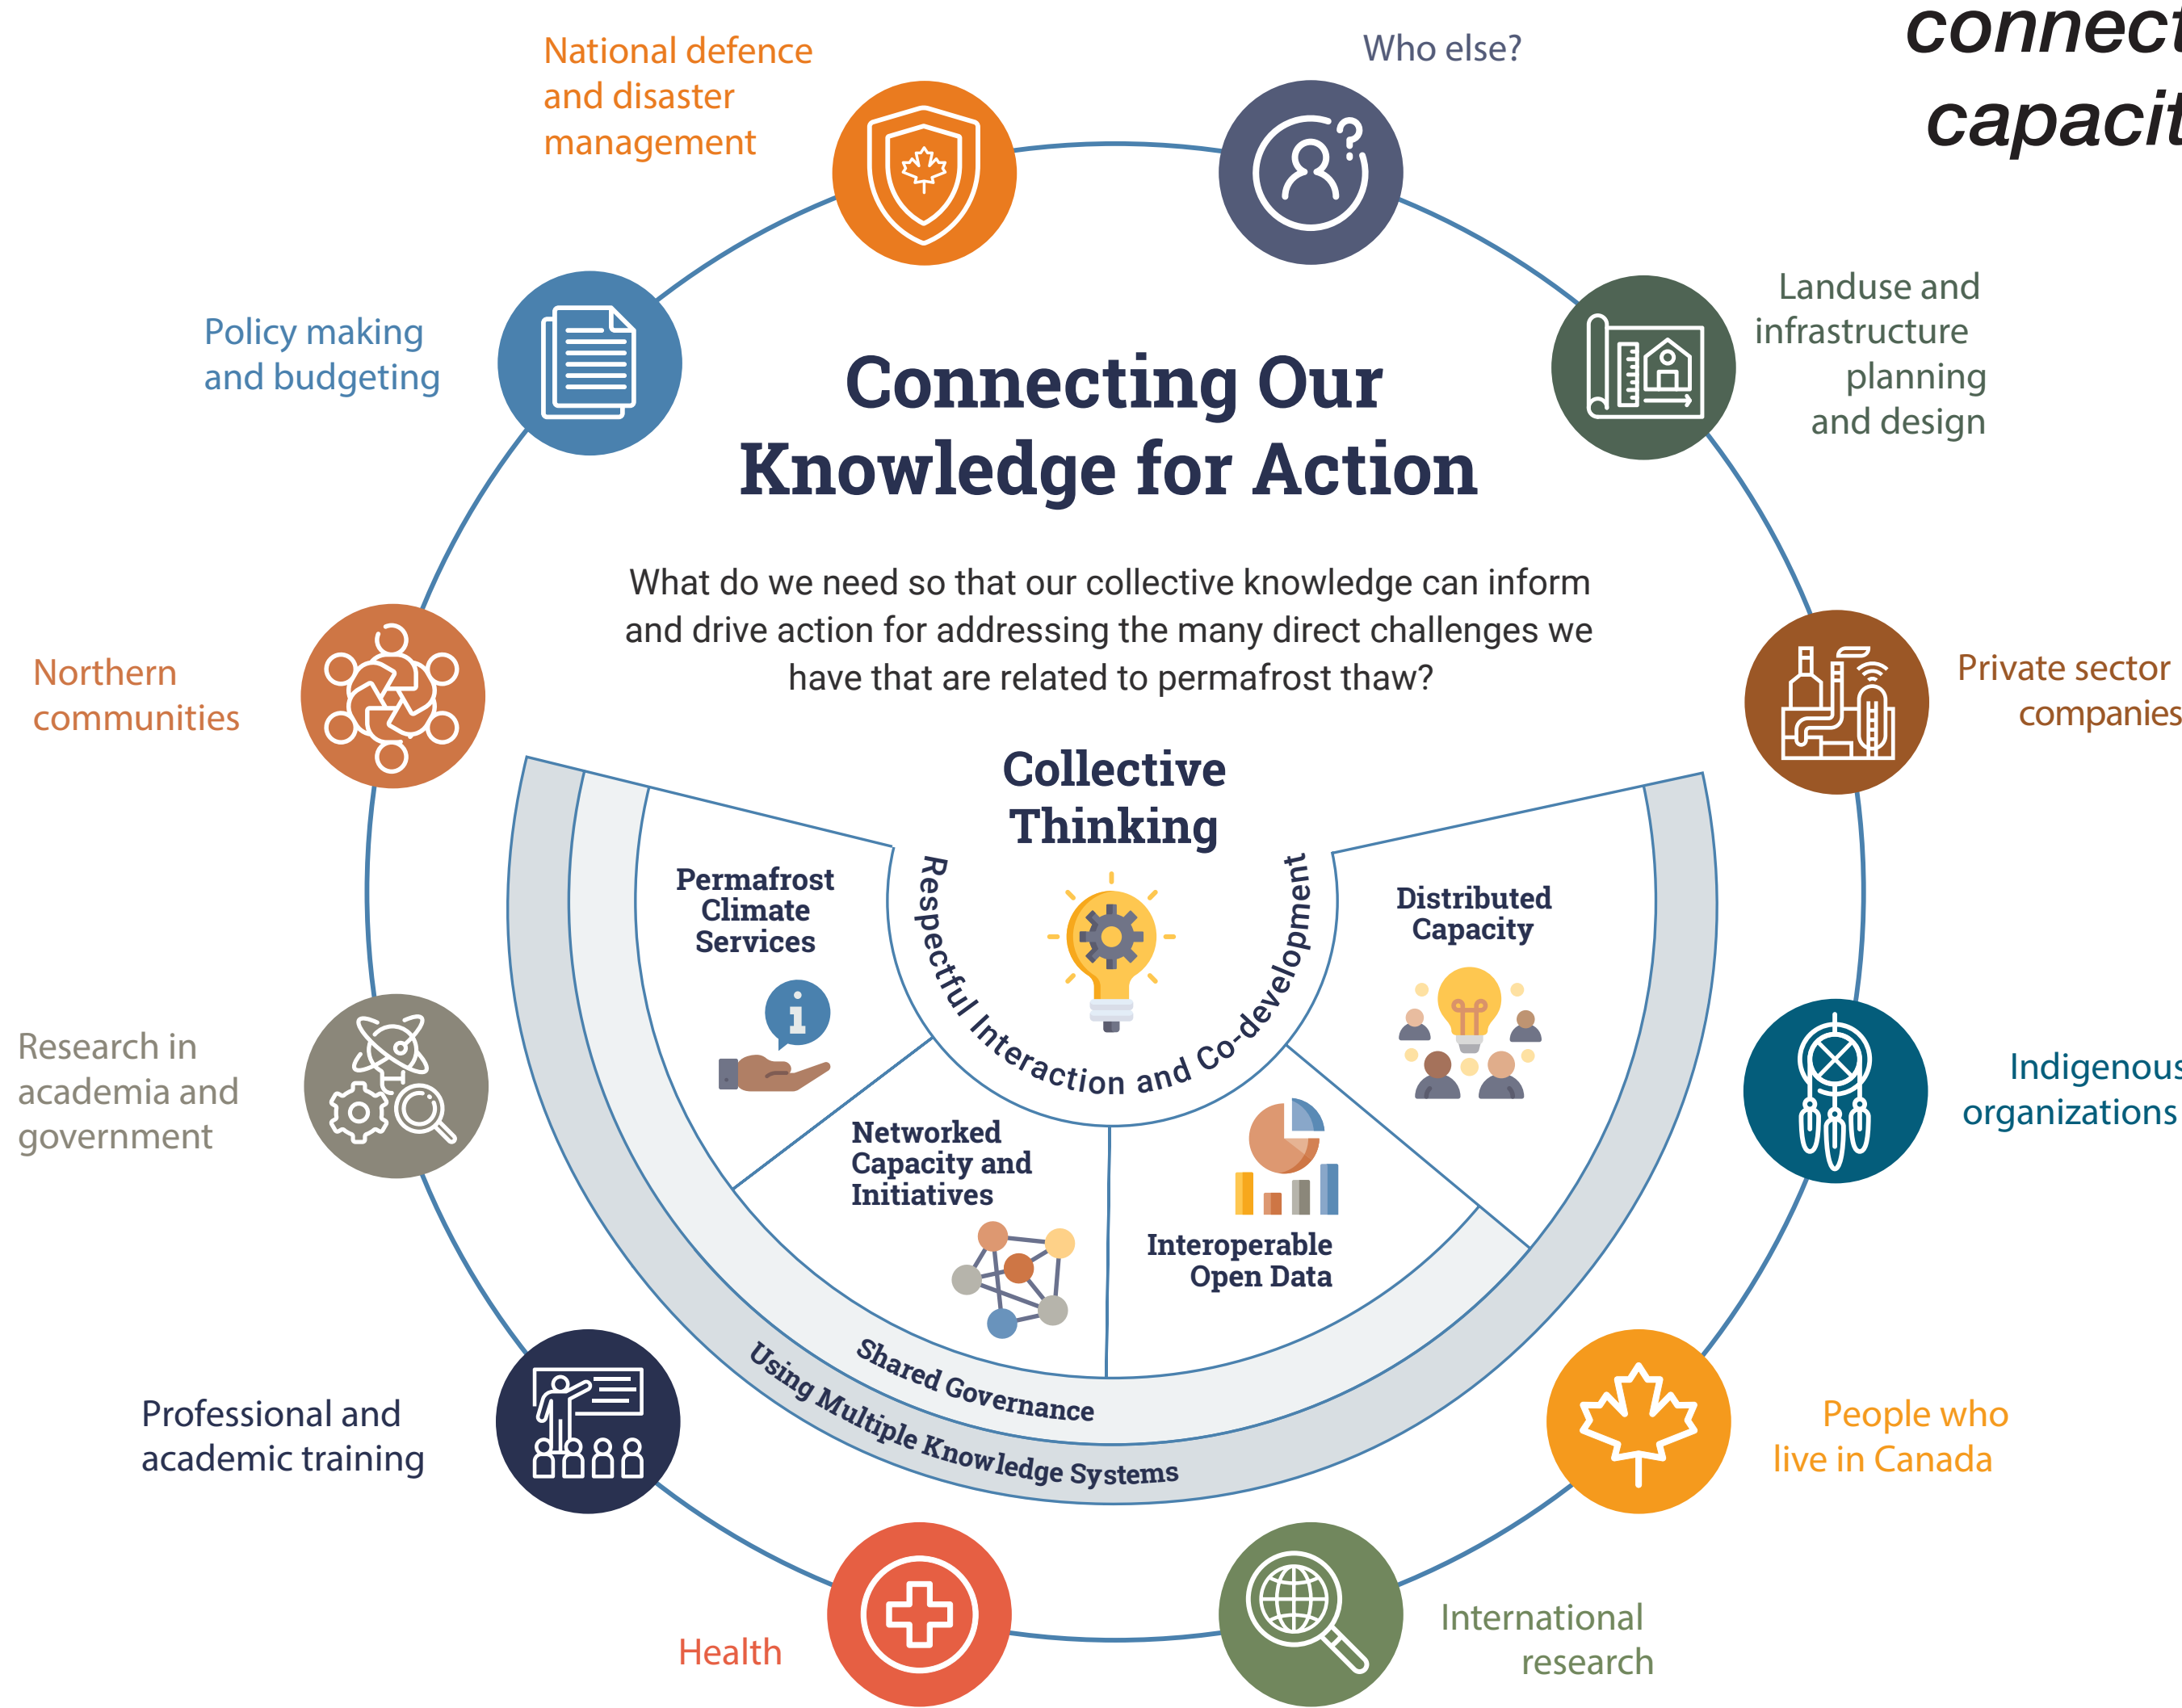 connect
capacit
National defence
and disaster
management
Who else?
Landuse and
infrastructure
planning
and design
Policy making
and budgeting
Connecting Our
Knowledge for Action
What do we need so that our collective knowledge can inform
and drive action for addressing the many direct challenges we
have that are related to permafrost thaw?
Northern
communities
Private sector
companies
Collective
Thinking
Respectful Interaction and Co-development
Permafrost
Climate
Services
Distributed
Capacity
Research in
academia and
government
Indigenous
organizations
Networked
Capacity and
Initiatives
Interoperable
Open Data
Shared Governance
Using Multiple Knowledge Systems
Professional and
academic training
People who
live in Canada
Health
International
research